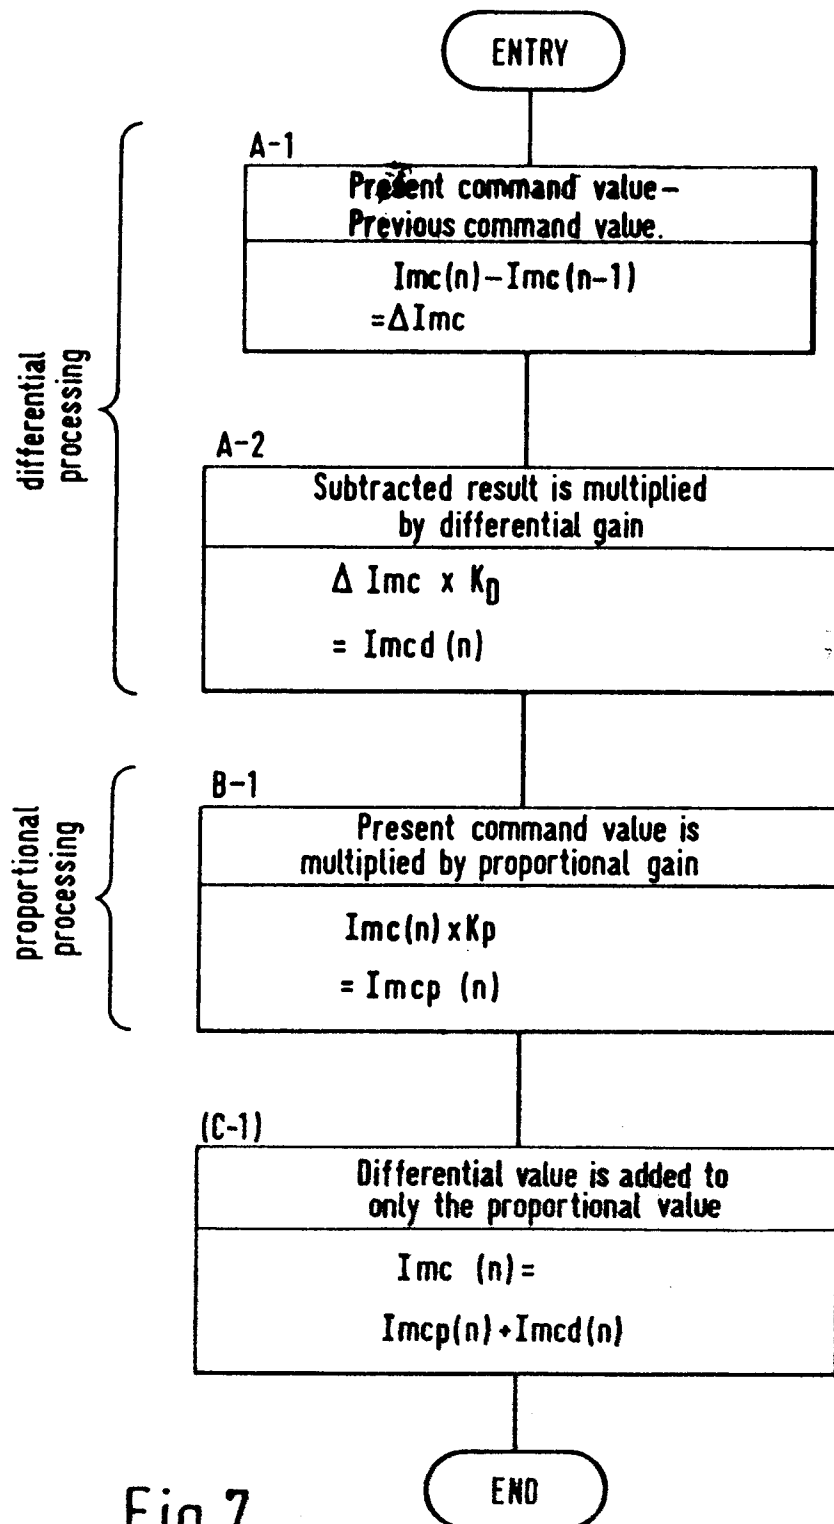 ENTRY
differential
processing
A-1
Present command value-
Previous command value.
Imc(n)-Imc(n-1)
=ΔImc
A-2
Subtracted result is multiplied
by differential gain
Δ Imc x KD
= Imcd (n)
proportional
processing
B-1
Present command value is
multiplied by proportional gain
Imc(n)xKp
= Imcp (n)
(C-1)
Differential value is added to
only the proportional value
Imc (n)=
Imcp(n)+Imcd(n)
END
Fig.7